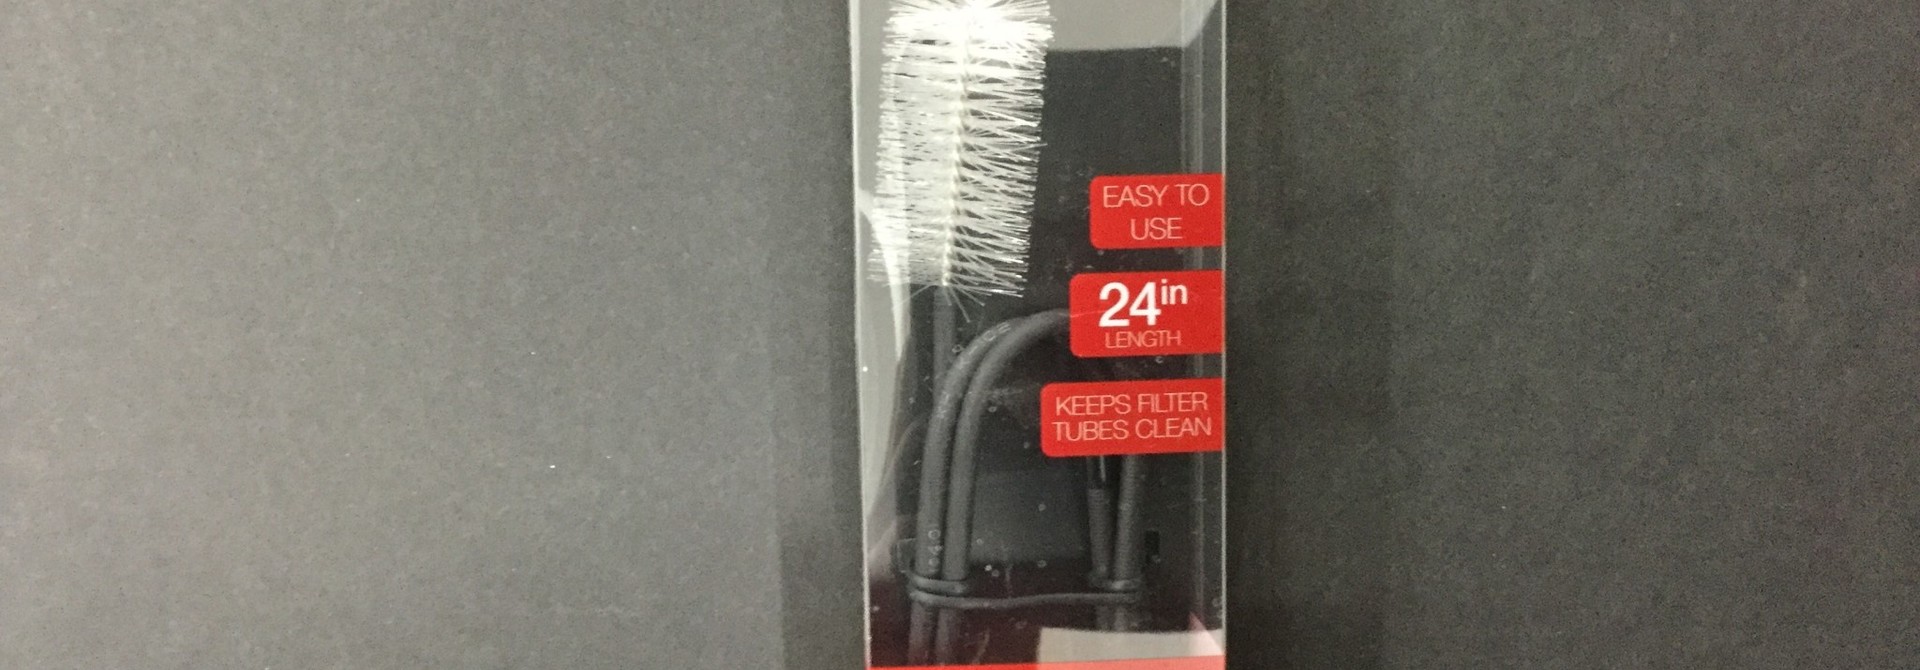 EASY TO
USE
24in
LENGTH
KEEPS FILTER
TUBES CLEAN